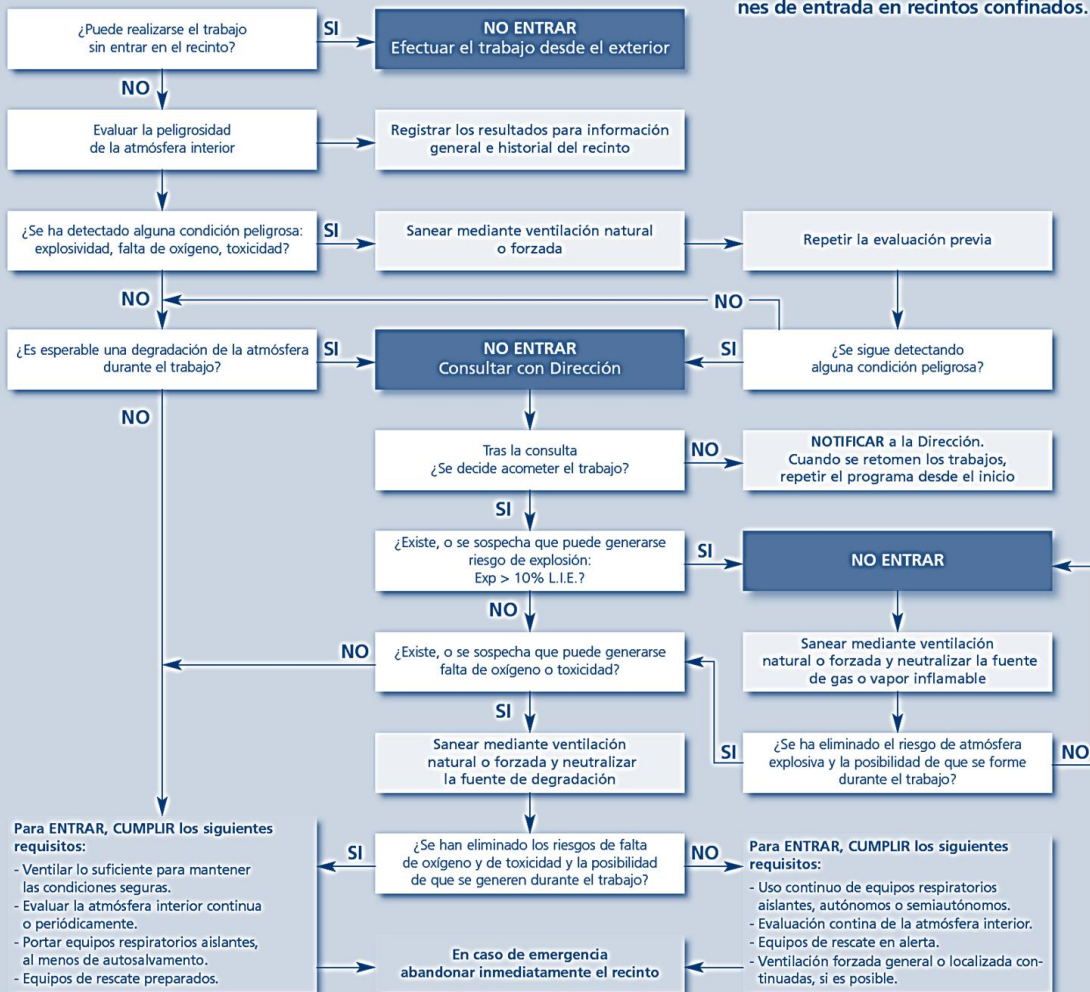 nes de entrada en recintos confinados.
¿Puede realizarse el trabajo
sin entrar en el recinto?
SI
NO ENTRAR
Efectuar el trabajo desde el exterior
NO
Evaluar la peligrosidad
de la atmósfera interior
Registrar los resultados para información
general e historial del recinto
¿Se ha detectado alguna condición peligrosa:
explosividad, falta de oxígeno, toxicidad?
SI
Sanear mediante ventilación natural
o forzada
Repetir la evaluación previa
NO
NO
¿Es esperable una degradación de la atmósfera
durante el trabajo?
SI
NO ENTRAR
Consultar con Dirección
SI
¿Se sigue detectando
alguna condición peligrosa?
NO
Tras la consulta
¿Se decide acometer el trabajo?
NO
NOTIFICAR a la Dirección.
Cuando se retomen los trabajos,
repetir el programa desde el inicio
SI
¿Existe, o se sospecha que puede generarse
riesgo de explosión:
Exp > 10% L.I.E.?
SI
NO ENTRAR
NO
NO
¿Existe, o se sospecha que puede generarse
falta de oxígeno o toxicidad?
Sanear mediante ventilación
natural o forzada y neutralizar la fuente
de gas o vapor inflamable
SI
Sanear mediante ventilación
natural o forzada y neutralizar
la fuente de degradación
SI
¿Se ha eliminado el riesgo de atmósfera
explosiva y la posibilidad de que se forme
durante el trabajo?
NO
Para ENTRAR, CUMPLIR los siguientes
requisitos:
- Ventilar lo suficiente para mantener
las condiciones seguras.
- Evaluar la atmósfera interior continua
o periódicamente.
- Portar equipos respiratorios aislantes,
al menos de autosalvamento.
- Equipos de rescate preparados.
SI
¿Se han eliminado los riesgos de falta
de oxígeno y de toxicidad y la posibilidad
de que se generen durante el trabajo?
NO
Para ENTRAR, CUMPLIR los siguientes
requisitos:
- Uso continuo de equipos respiratorios
aislantes, autónomos o semiautónomos.
- Evaluación contina de la atmósfera interior.
- Equipos de rescate en alerta.
- Ventilación forzada general o localizada con-
tinuadas, si es posible.
En caso de emergencia
abandonar inmediatamente el recinto